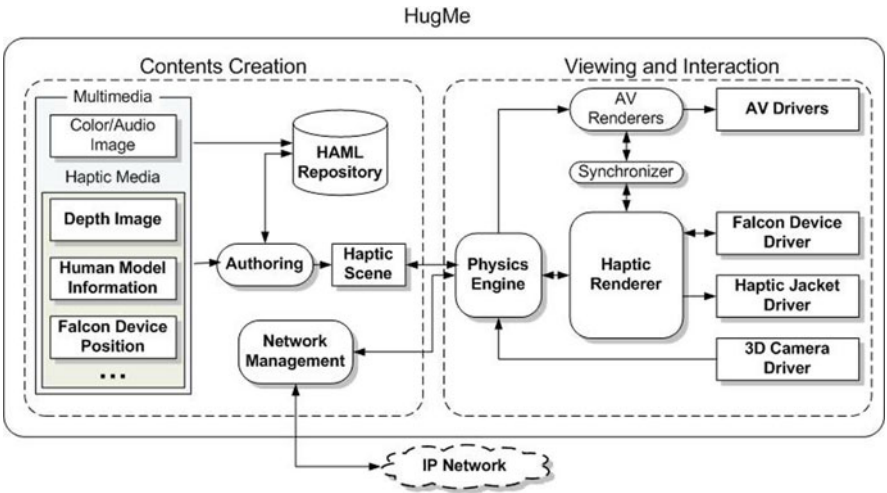 HugMe
Contents Creation
Multimedia
Color/Audio
Image
Haptic Media
Depth Image
Human Model
Information
Falcon Device
Position
...
HAML
Repository
Authoring
Haptic
Scene
Network
Management
Viewing and Interaction
AV
Renderers
AV Drivers
Synchronizer
Physics
Engine
Haptic
Renderer
Falcon Device
Driver
Haptic Jacket
Driver
3D Camera
Driver
IP Network